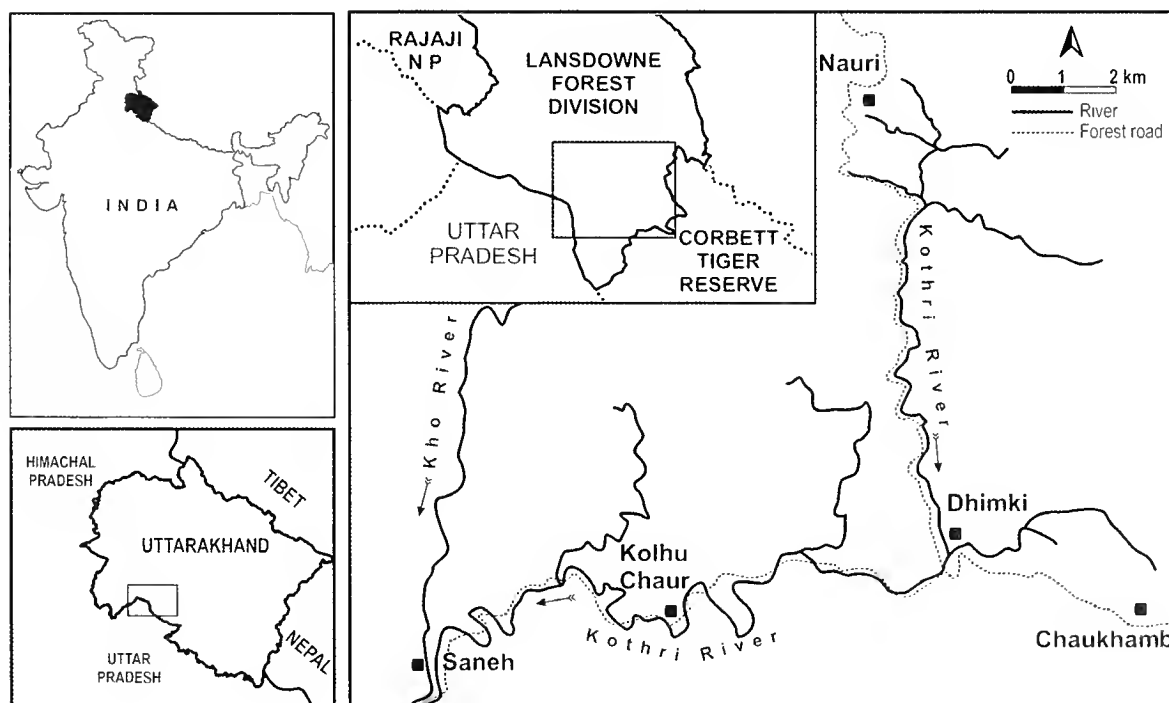 INDIA
HIMACHAL
PRADESH
TIBET
UTTARAKHAND
NEPAL
UTTAR
PRADESH
RAJAJI
N P
LANSDOWNE
FOREST
DIVISION
UTTAR
PRADESH
CORBETT
TIGER
RESERVE
Nauri
0 1 2 km
River
Forest road
Kothri River
Kho River
Dhimki
Kolhu
Chaur
Kothri River
Chaukhamb
Saneh